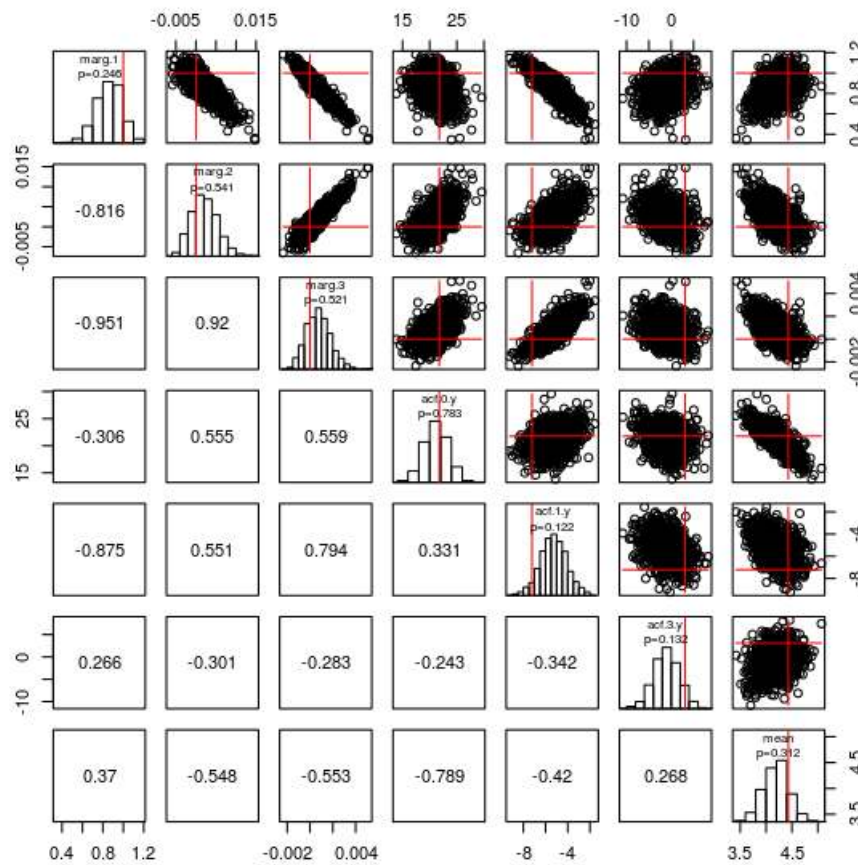 -0.005 0.015 15 25 -10 0
marg.1
p=0.246
0.4 0.8 1.2
-0.005 0.015
-0.816
marg.2
p=0.541
-0.951 0.92
marg.3
p=0.521
-0.002 0.004
15 25
-0.306 0.555 0.559
acf.0.y
p=0.783
-0.875 0.551 0.794 0.331
acf.1.y
p=0.122
-8 -4
-10 0
0.266 -0.301 -0.283 -0.243 -0.342
acf.3.y
p=0.132
0.37 -0.548 -0.553 -0.789 -0.42 0.268
mean
p=0.312
3.5 4.5
0.4 0.8 1.2 -0.002 0.004 -8 -4 3.5 4.5